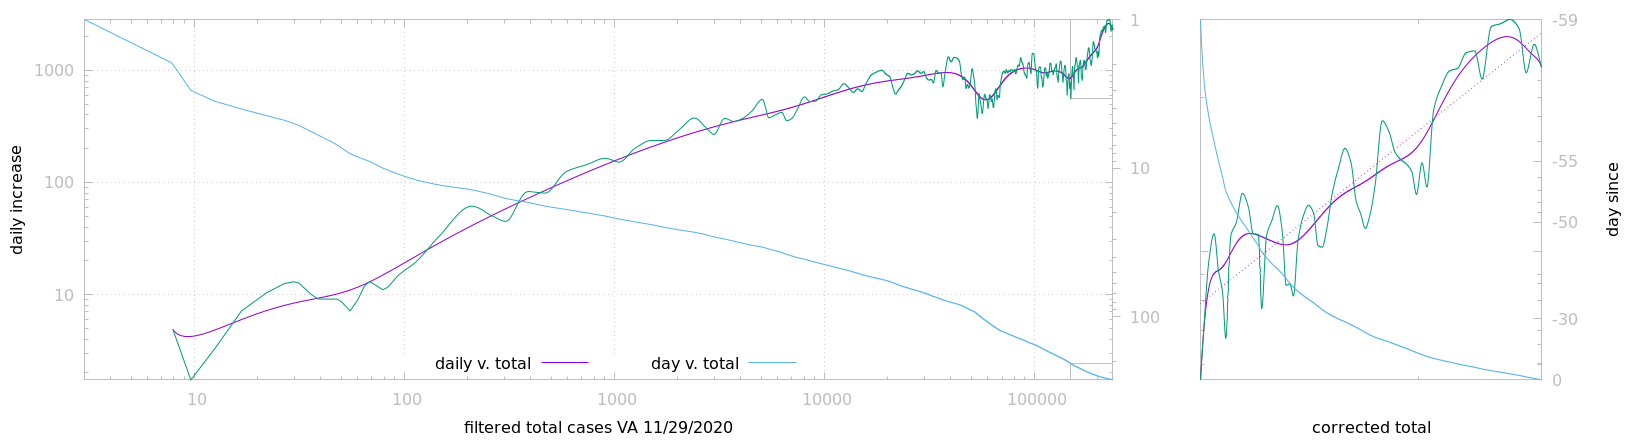 daily increase
1000
100
10
10
100
1000
10000
100000
daily v. total
day v. total
filtered total cases VA 11/29/2020
1
10
100
-59
-55
-50
-30
0
day since
corrected total